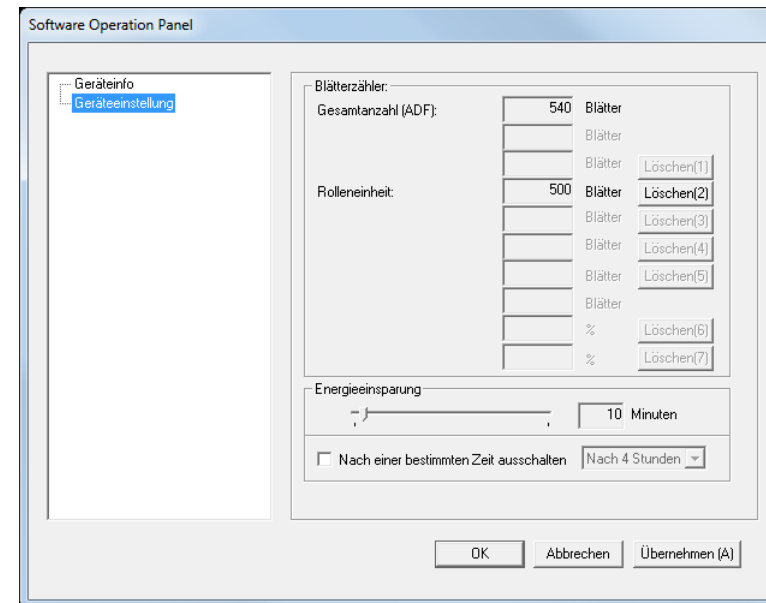 Software Operation Panel
Geräteinfo
Geräteeinstellung
Blätterzähler:
Gesamtanzahl (ADF): 540 Blätter
Blätter
Blätter Löschen(1)
Rolleneinheit: 500 Blätter Löschen(2)
Blätter Löschen(3)
Blätter Löschen(4)
Blätter Löschen(5)
Blätter
% Löschen(6)
% Löschen(7)
Energieeinsparung
10 Minuten
Nach einer bestimmten Zeit ausschalten Nach 4 Stunden
OK Abbrechen Übernehmen (A)